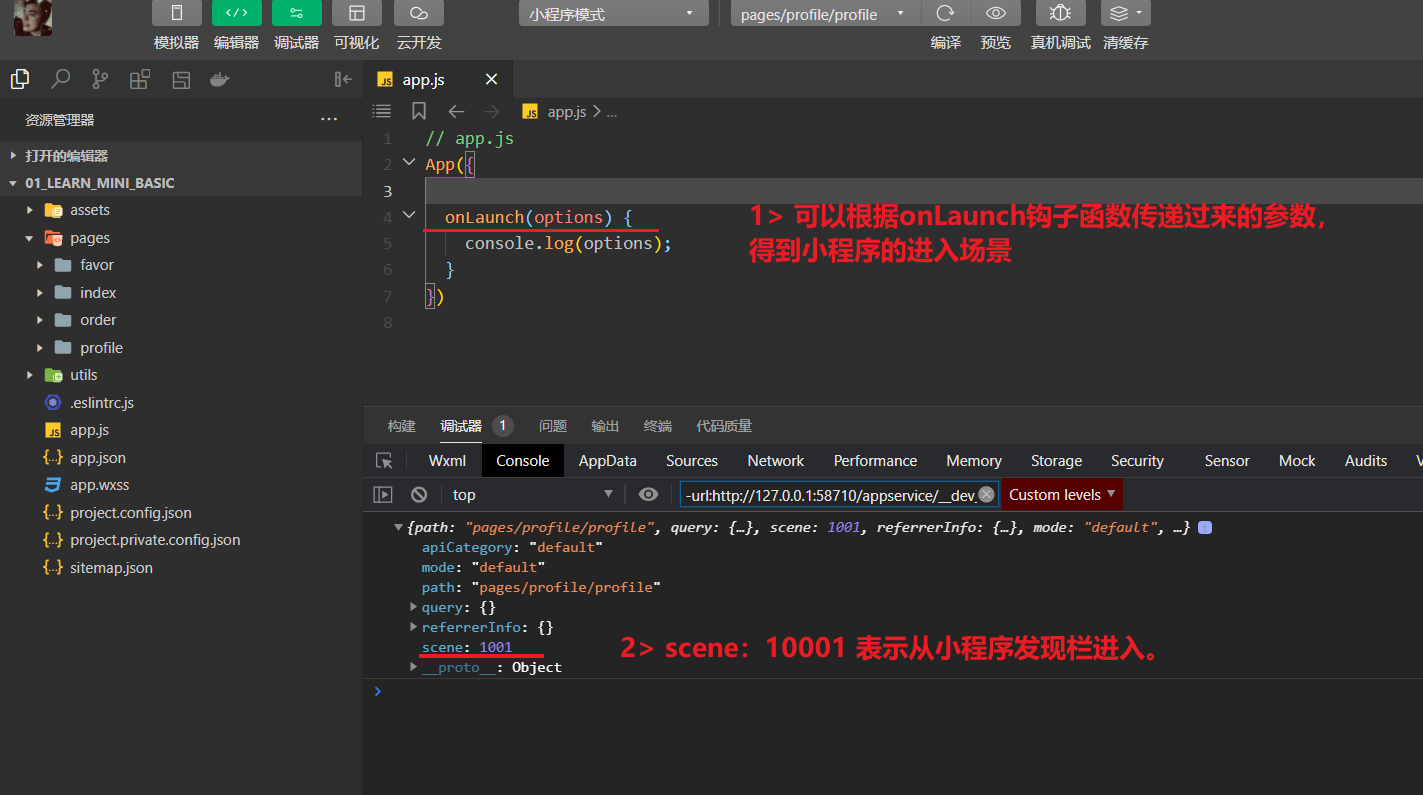 小程序模式
pages/profile/profile
模拟器 编辑器 调试器 可视化 云开发 编译 预览 真机调试 清缓存
JS app.js
资源管理器
JS app.js > ...
打开的编辑器
01_LEARN_MINI_BASIC
assets
pages
favor
index
order
profile
utils
.eslintrc.js
JS app.js
{..} app.json
app.wxss
{..} project.config.json
{..} project.private.config.json
{..} sitemap.json
1 // app.js
2 App({
3
4 onLaunch(options) {
5 console.log(options);
6 }
7 })
8
1> 可以根据onLaunch钩子函数传递过来的参数，
得到小程序的进入场景
构建 调试器 1 问题 输出 终端 代码质量
Wxml Console AppData Sources Network Performance Memory Storage Security Sensor Mock Audits
top -url:http://127.0.0.1:58710/appservice/__dev_ Custom levels
{path: "pages/profile/profile", query: {…}, scene: 1001, referrerInfo: {…}, mode: "default", …}
apiCategory: "default"
mode: "default"
path: "pages/profile/profile"
query: {}
referrerInfo: {}
scene: 1001
__proto__: Object
2> scene：10001 表示从小程序发现栏进入。